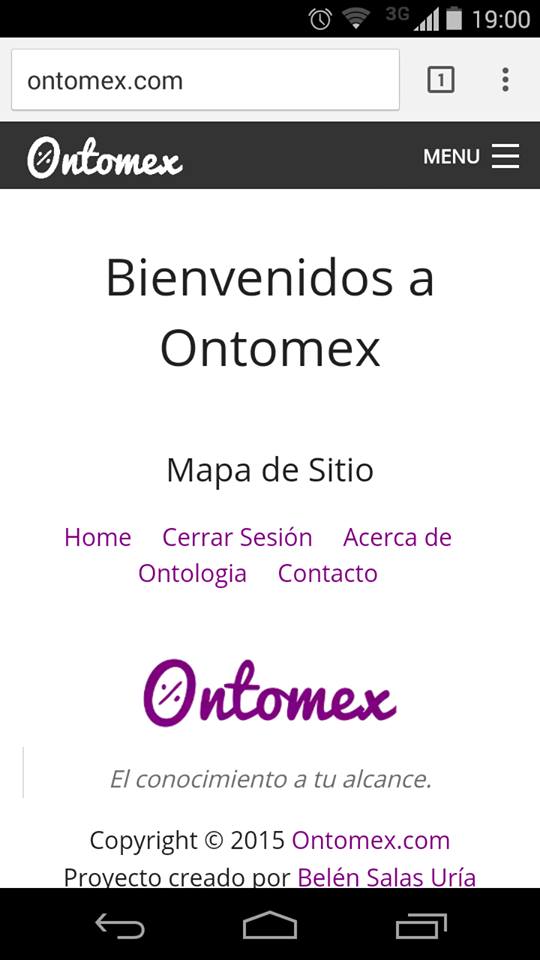 3G 19:00
ontomex.com 1
Ontomex MENU
Bienvenidos a
Ontomex
Mapa de Sitio
Home Cerrar Sesión Acerca de
Ontologia Contacto
Ontomex
El conocimiento a tu alcance.
Copyright © 2015 Ontomex.com
Proyecto creado por Belén Salas Uría